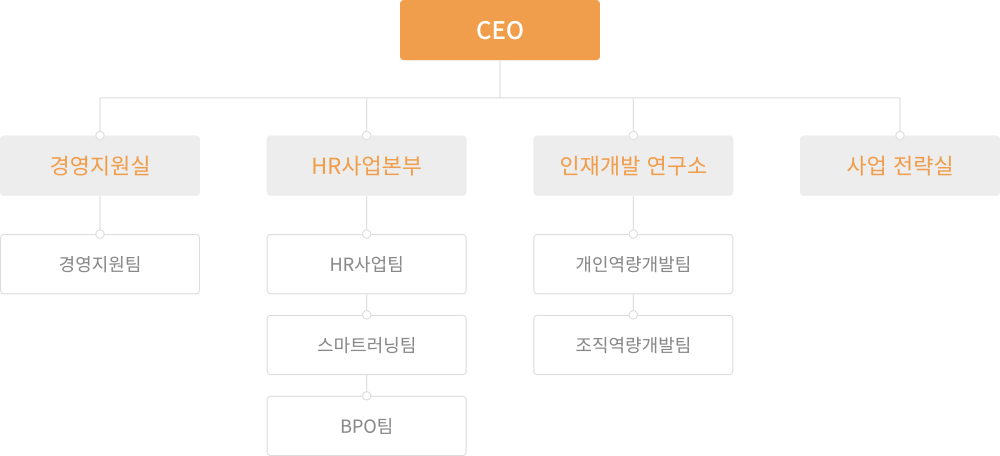 CEO
경영지원실
HR사업본부
인재개발 연구소
사업 전략실
경영지원팀
HR사업팀
개인역량개발팀
스마트러닝팀
조직역량개발팀
BPO팀